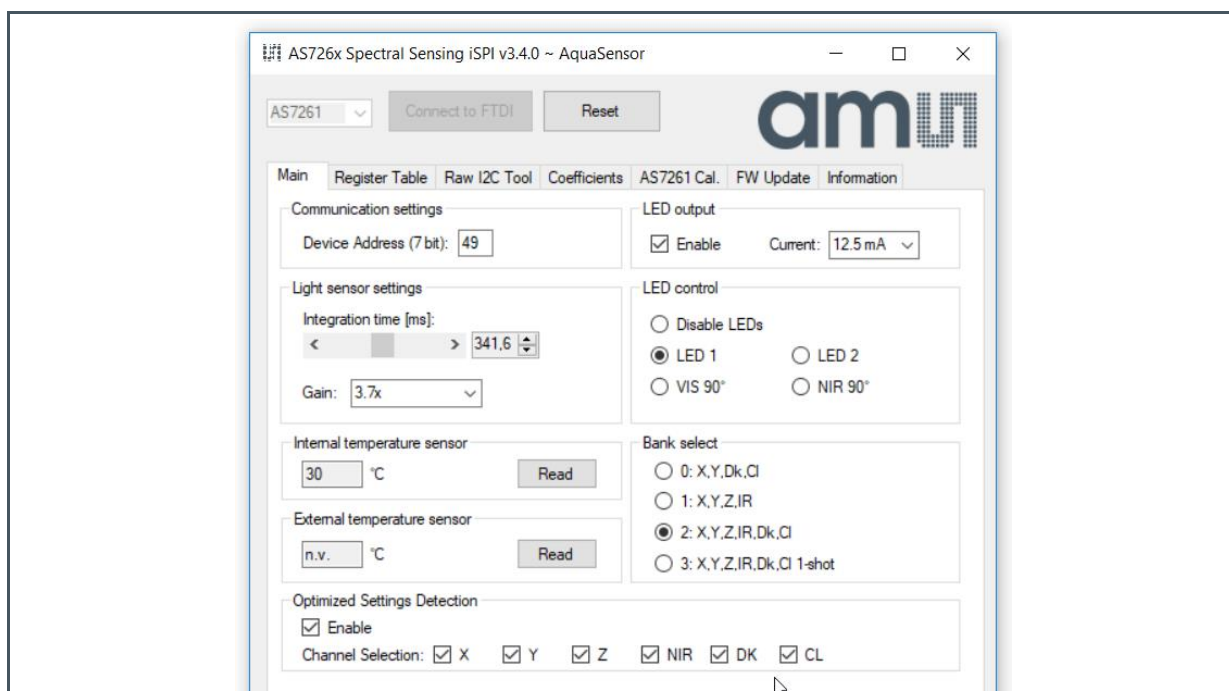 AS726x Spectral Sensing iSPI v3.4.0 ~ AquaSensor
AS7261 Connect to FTDI Reset
am
Main Register Table Raw I2C Tool Coefficients AS7261 Cal. FW Update Information
Communication settings
Device Address (7 bit): 49
LED output
Enable Current: 12.5 mA
Light sensor settings
Integration time [ms]:
341,6
Gain: 3.7x
LED control
Disable LEDs
LED 1 LED 2
VIS 90° NIR 90°
Internal temperature sensor
30 °C Read
External temperature sensor
n.v. °C Read
Bank select
0: X,Y,Dk,Cl
1: X,Y,Z,IR
2: X,Y,Z,IR,Dk,Cl
3: X,Y,Z,IR,Dk,Cl 1-shot
Optimized Settings Detection
Enable
Channel Selection: X Y Z NIR DK CL